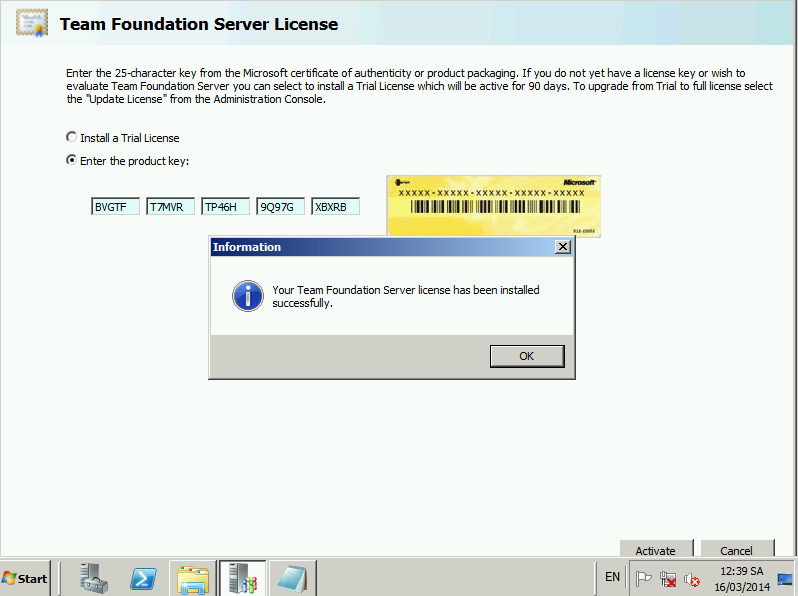 Team Foundation Server License
Enter the 25-character key from the Microsoft certificate of authenticity or product packaging. If you do not yet have a license key or wish to
evaluate Team Foundation Server you can select to install a Trial License which will be active for 90 days. To upgrade from Trial to full license select
the "Update License" from the Administration Console.
Install a Trial License
Enter the product key:
BVGTF T7MVR TP46H 9Q97G XBXRB
Microsoft
XXXXX-XXXXX-XXXXX-XXXXX-XXXXX
Information
Your Team Foundation Server license has been installed
successfully.
OK
Activate Cancel
Start
EN
12:39 SA
16/03/2014